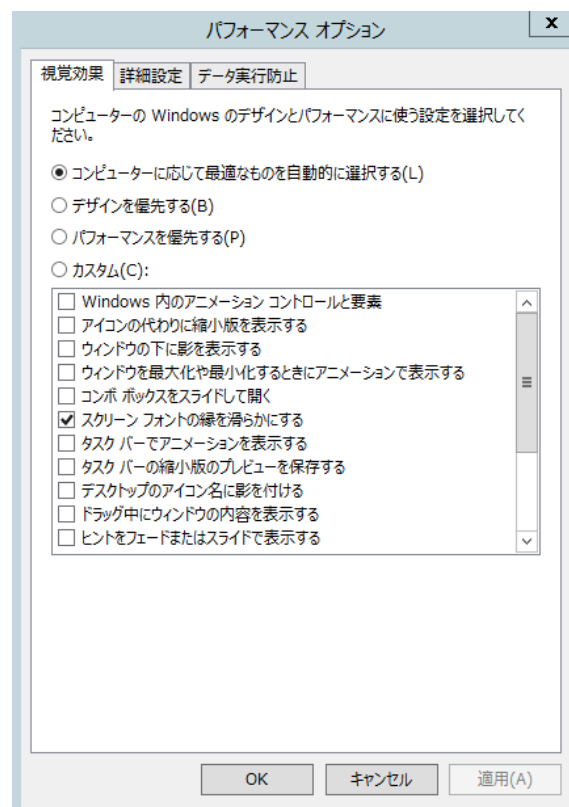 パフォーマンス オプション
x
視覚効果 詳細設定 データ実行防止
コンピューターの Windows のデザインとパフォーマンスに使う設定を選択してく
ださい。
コンピューターに応じて最適なものを自動的に選択する(L)
デザインを優先する(B)
パフォーマンスを優先する(P)
カスタム(C):
Windows 内のアニメーション コントロールと要素
アイコンの代わりに縮小版を表示する
ウィンドウの下に影を表示する
ウィンドウを最大化や最小化するときにアニメーションで表示する
コンボ ボックスをスライドして開く
スクリーン フォントの縁を滑らかにする
タスク バーでアニメーションを表示する
タスク バーの縮小版のプレビューを保存する
デスクトップのアイコン名に影を付ける
ドラッグ中にウィンドウの内容を表示する
ヒントをフェードまたはスライドで表示する
OK キャンセル 適用(A)